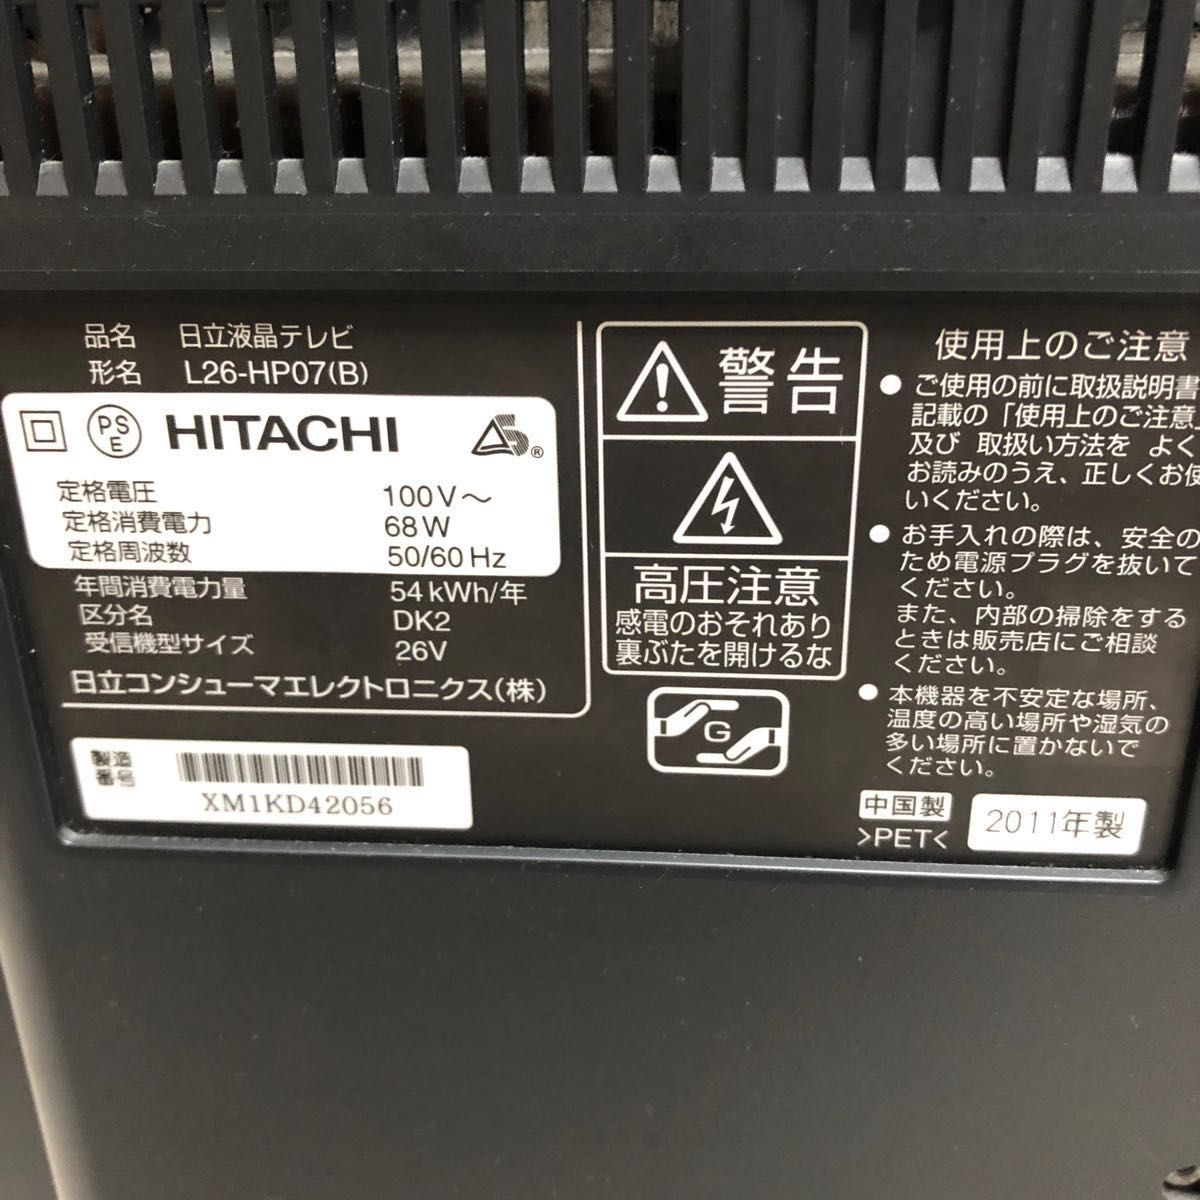 品名 日立液晶テレビ
形名 L26-HP07(B)
PS
E
HITACHI
S
®
定格電圧 100V～
定格消費電力 68W
定格周波数 50/60Hz
年間消費電力量 54kWh/年
区分名 DK2
受信機型サイズ 26V
日立コンシューマエレクトロニクス(株)
製造
番号
XM1KD42056
警告
高圧注意
感電のおそれあり
裏ぶたを開けるな
G
使用上のご注意
● ご使用の前に取扱説明書
記載の「使用上のご注意」
及び 取扱い方法を よく
お読みのうえ、正しくお使
いください。
● お手入れの際は、安全の
ため電源プラグを抜いて
ください。
また、内部の掃除をする
ときは販売店にご相談
ください。
● 本機器を不安定な場所、
温度の高い場所や湿気の
多い場所に置かないで
ください。
中国製
>PET<
2011年製